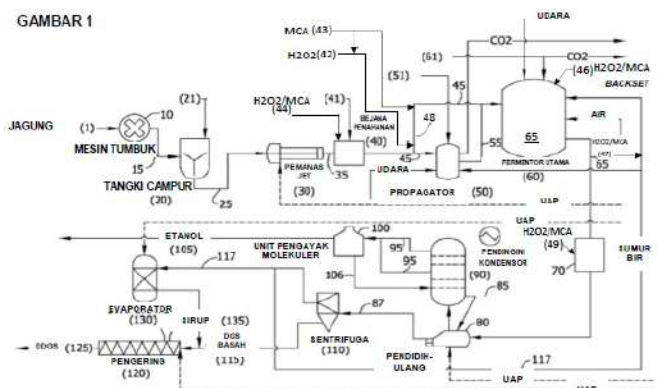 GAMBAR 1
UDARA
MCA (43)
CO2
H2O2 (42)
(61)
CO2
(46) H2O2/MCA
BACKSET
(51)
45
BEJANA
PENAHANAN
(40)
(41)
H2O2/MCA
(44)
(21)
10
JAGUNG
(1)
MESIN TUMBUK
15
TANGKI CAMPUR
(20)
25
PEMANAS
JET
(30)
35
48
45
55
65
AIR
H2O2/MCA
(47)
65
FERMENTOR UTAMA
(60)
UDARA
PROPAGATOR
(50)
UAP
UAP
ETANOL
(105)
100
H2O2/MCA
(49)
SUMUR
BIR
UNIT PENGAYAK
MOLEKULER
95
95
PENDINGIN
KONDENSOR
117
106
(90)
70
85
87
80
EVAPORATOR
(130)
SIRUP
(135)
DGS
BASAH
(115)
SENTRIFUGA
(110)
PENDIDIH-
ULANG
117
DDGS
(125)
PENGERING
(120)
UAP
UAP